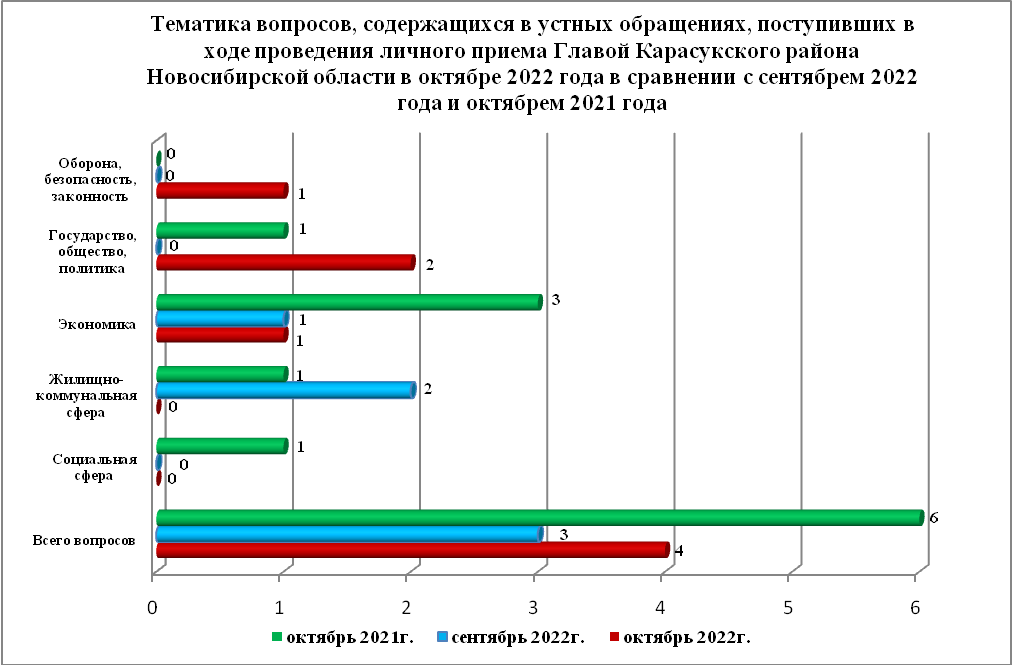 Тематика вопросов, содержащихся в устных обращениях, поступивших в
ходе проведения личного приема Главой Карасукского района
Новосибирской области в октябре 2022 года в сравнении с сентябрем 2022
года и октябрем 2021 года
Оборона,
безопасность,
законность
0
0
1
Государство,
общество,
политика
1
0
2
Экономика
3
1
1
Жилищно-
коммунальная
сфера
1
2
0
Социальная
сфера
1
0
0
Всего вопросов
6
3
4
0 1 2 3 4 5 6
октябрь 2021г. сентябрь 2022г. октябрь 2022г.